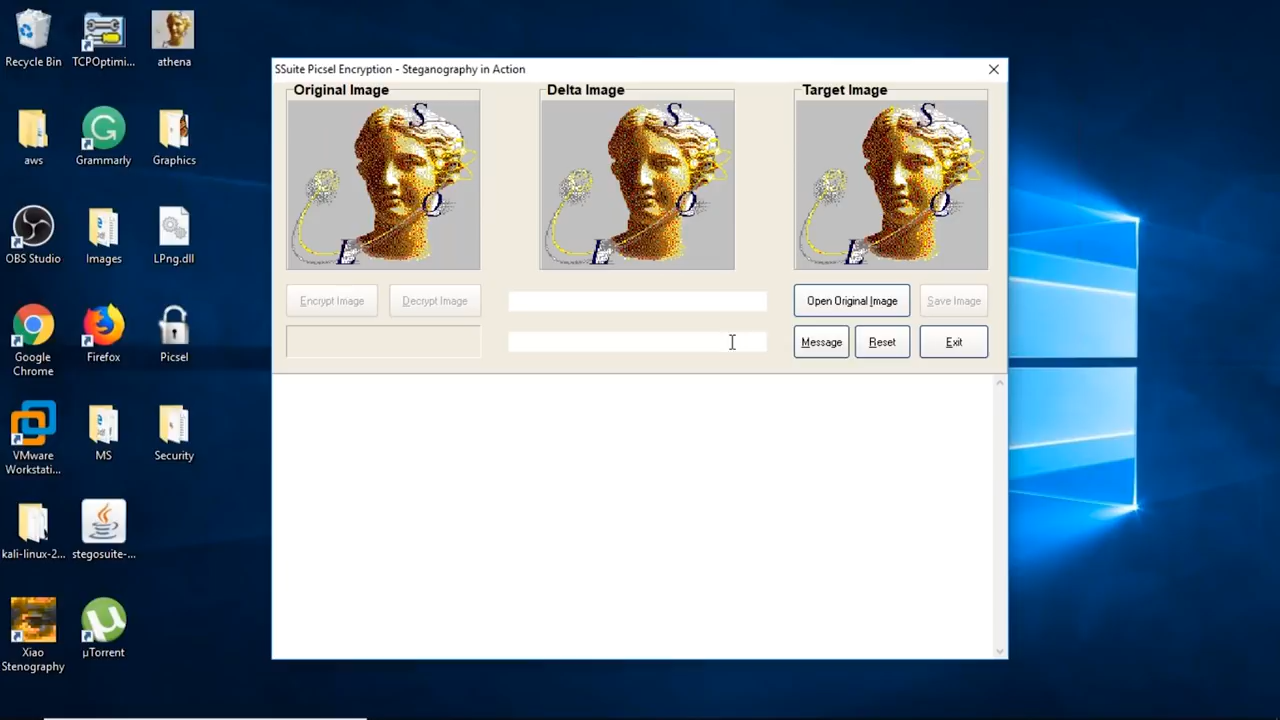 Recycle Bin
TCPOptimi...
athena
aws
Grammarly
Graphics
OBS Studio
Images
LPng.dll
Google
Chrome
Firefox
Picsel
VMware
Workstati...
MS
Security
kali-linux-2...
stegosuite-...
Xiao
Stenography
µTorrent
SSuite Picsel Encryption - Steganography in Action
Original Image
Delta Image
Target Image
S
Q
L
S
Q
L
S
Q
L
Encrypt Image
Decrypt Image
Open Original Image
Save Image
Message
Reset
Exit